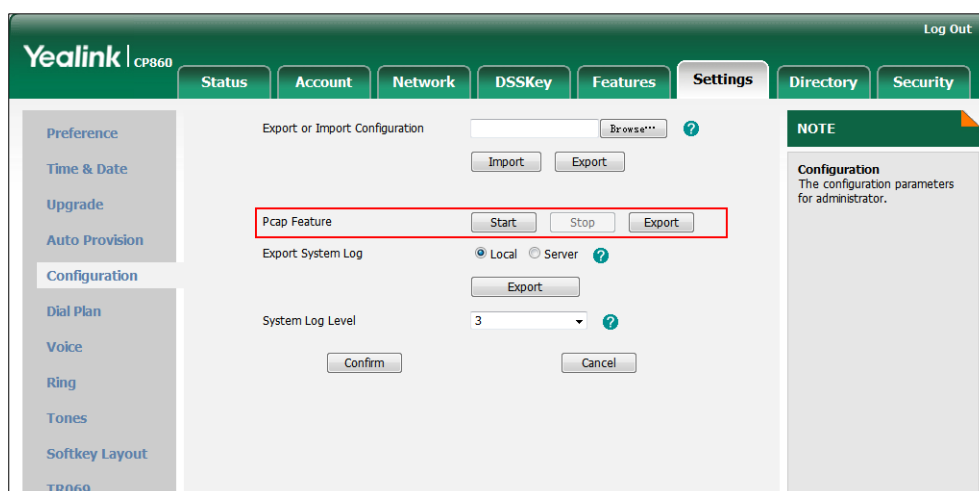 Log Out
Yealink | CP860
Status Account Network DSSKey Features Settings Directory Security
Preference
Time & Date
Upgrade
Auto Provision
Configuration
Dial Plan
Voice
Ring
Tones
Softkey Layout
TR069
Export or Import Configuration Browse... ?
Import Export
Pcap Feature Start Stop Export
Export System Log Local Server ?
Export
System Log Level 3 ?
Confirm Cancel
NOTE
Configuration
The configuration parameters
for administrator.